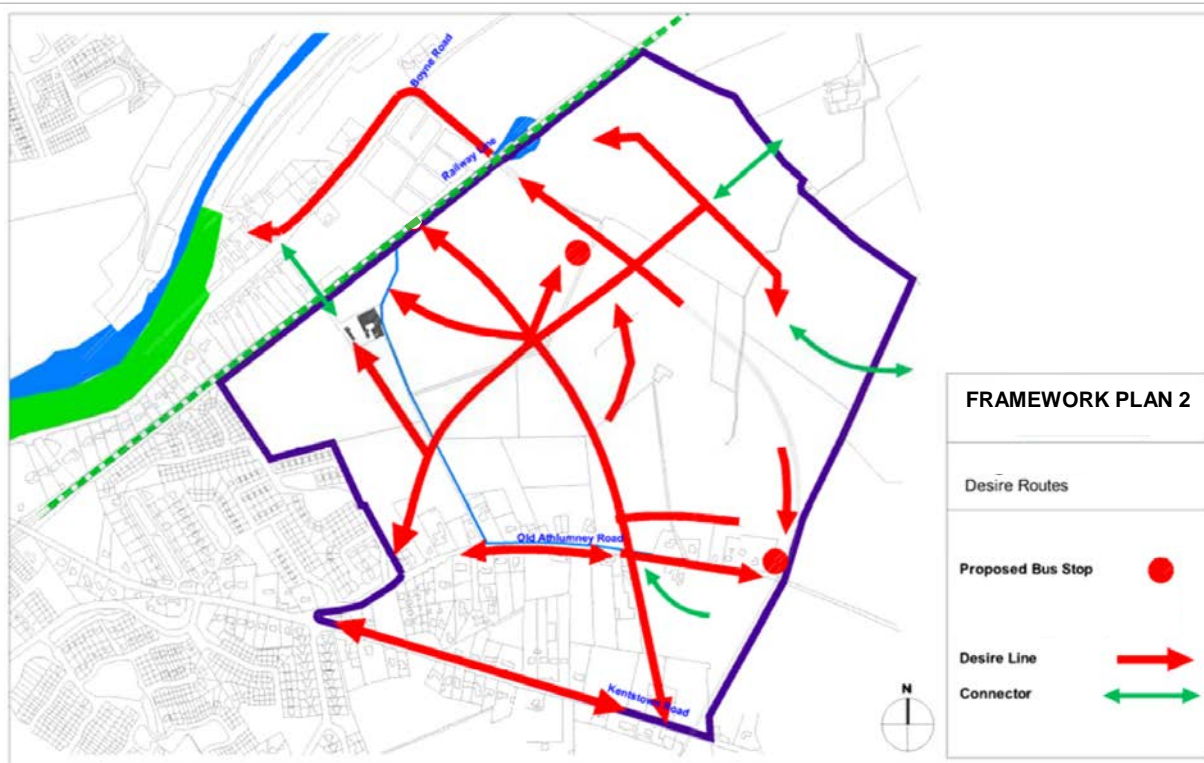 Boyne Road
Railway Line
Old Athlumney Road
Kentstown Road
N
FRAMEWORK PLAN 2
Desire Routes
Proposed Bus Stop
Desire Line
Connector